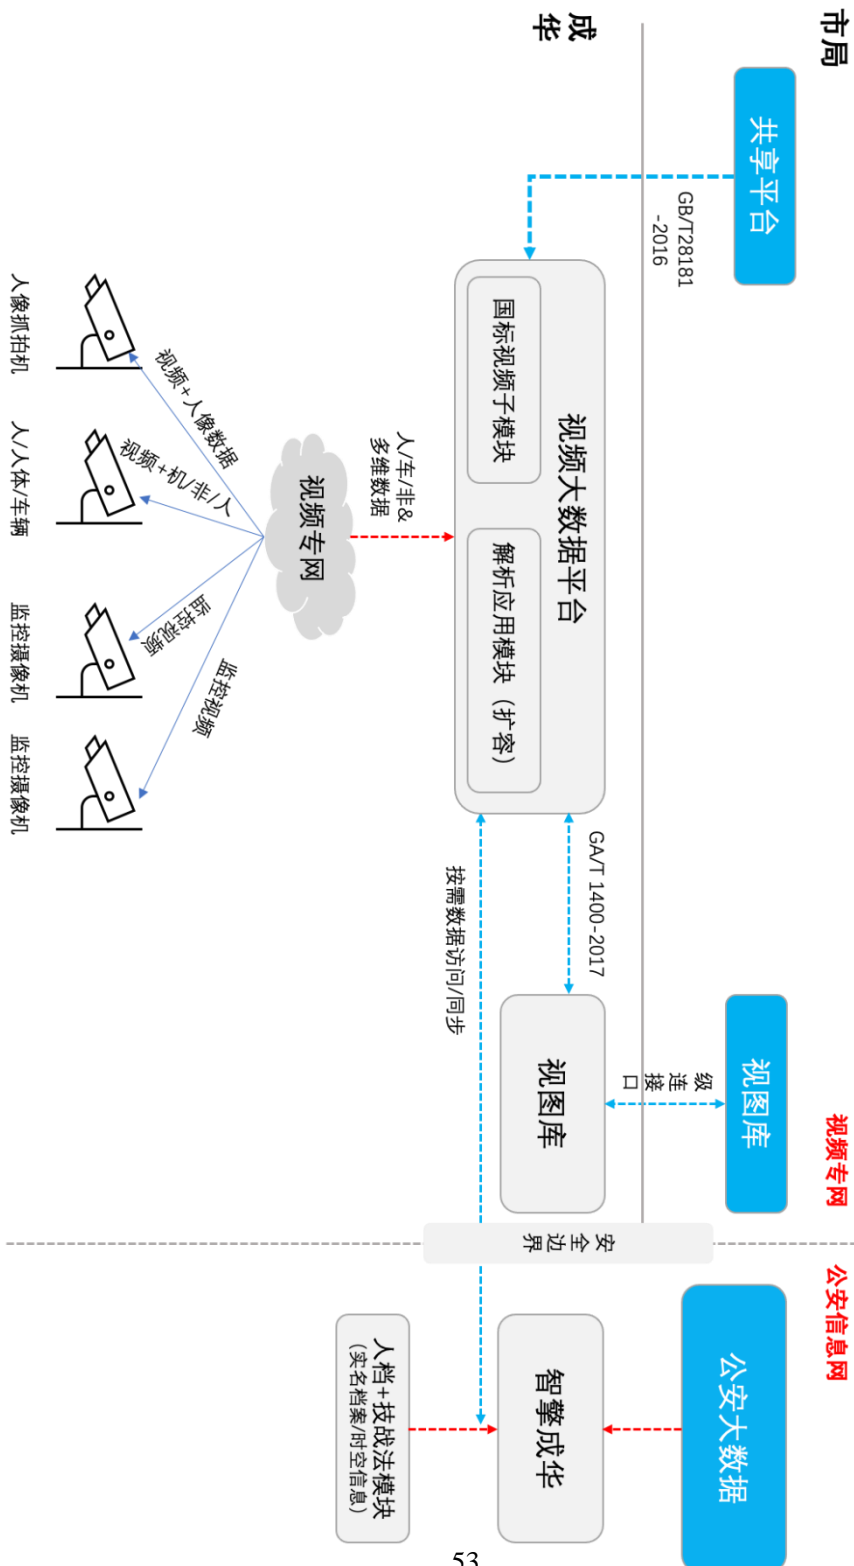 市局
共享平台
GB/T28181
-2016
视图库
级连接口
视频专网
公安信息网
公安大数据
成华
视频大数据平台
国标视频子模块
解析应用模块（扩容）
GA/T 1400-2017
视图库
按需数据访问/同步
安全边界
智擎成华
人档+技战法模块
(实名档案/时空信息)
人/车/非&
多维数据
视频专网
视频+人像数据
视频+机/非/人
监控视频
监控视频
人像抓拍机
人/人体/车辆
监控摄像机
监控摄像机
53